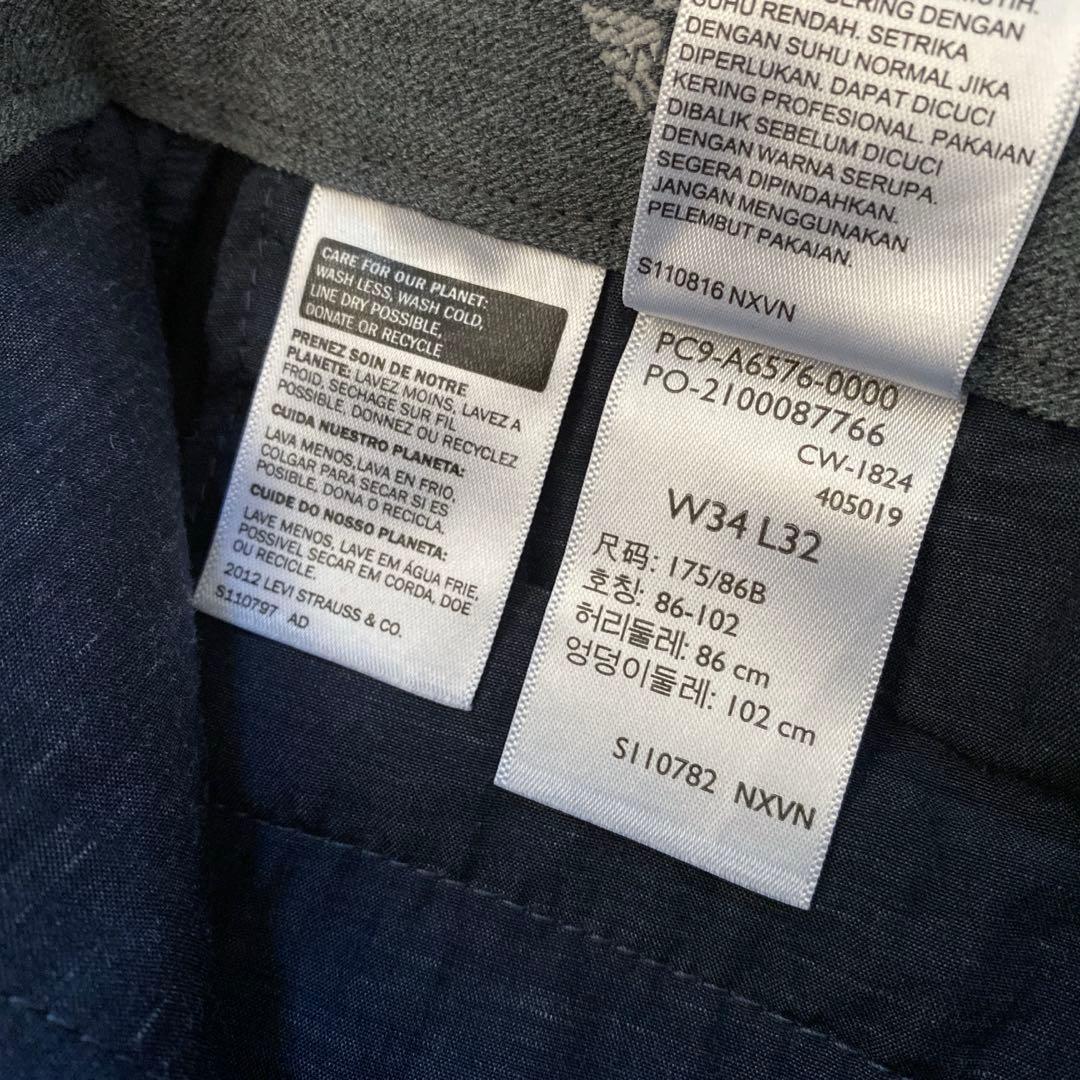 CARE FOR OUR PLANET:
WASH LESS, WASH COLD,
LINE DRY POSSIBLE,
DONATE OR RECYCLE
PRENEZ SOIN DE NOTRE
PLANETE: LAVEZ MOINS, LAVEZ A
FROID, SECHAGE SUR FIL
POSSIBLE, DONNEZ OU RECYCLEZ
CUIDA NUESTRO PLANETA:
LAVA MENOS,LAVA EN FRIO,
COLGAR PARA SECAR SI ES
POSIBLE, DONA O RECICLA.
CUIDE DO NOSSO PLANETA:
LAVE MENOS, LAVE EM ÁGUA FRIE,
POSSIVEL SECAR EM CORDA, DOE
OU RECICLE.
2012 LEVI STRAUSS & CO.
S110797 AD
DENGAN
SUHU RENDAH, SETRIKA
DENGAN SUHU NORMAL JIKA
DIPERLUKAN. DAPAT DICUCI
KERING PROFESIONAL. PAKAIAN
DIBALIK SEBELUM DICUCI
DENGAN WARNA SERUPA.
SEGERA DIPINDAHKAN.
JANGAN MENGGUNAKAN
PELEMBUT PAKAIAN.
S110816 NXVN
PC9-A6576-0000
PO-2100087766
CW-1824
405019
W34 L32
尺码: 175/86B
호칭: 86-102
허리둘레: 86 cm
엉덩이둘레: 102 cm
S110782 NXVN